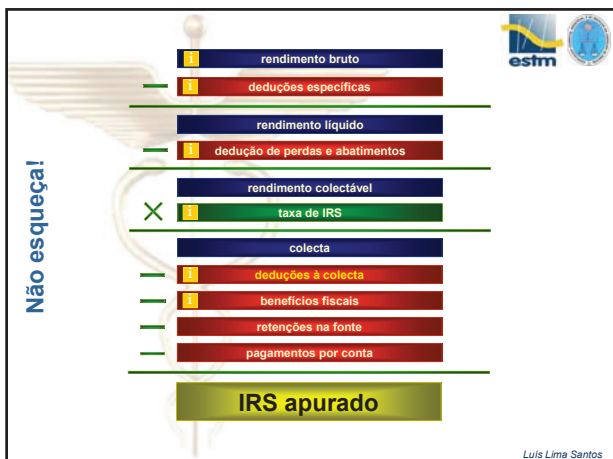 estm
i rendimento bruto
i deduções específicas
rendimento líquido
i dedução de perdas e abatimentos
rendimento colectável
i taxa de IRS
colecta
i deduções à colecta
i benefícios fiscais
retenções na fonte
pagamentos por conta
IRS apurado
Não esqueça!
Luís Lima Santos